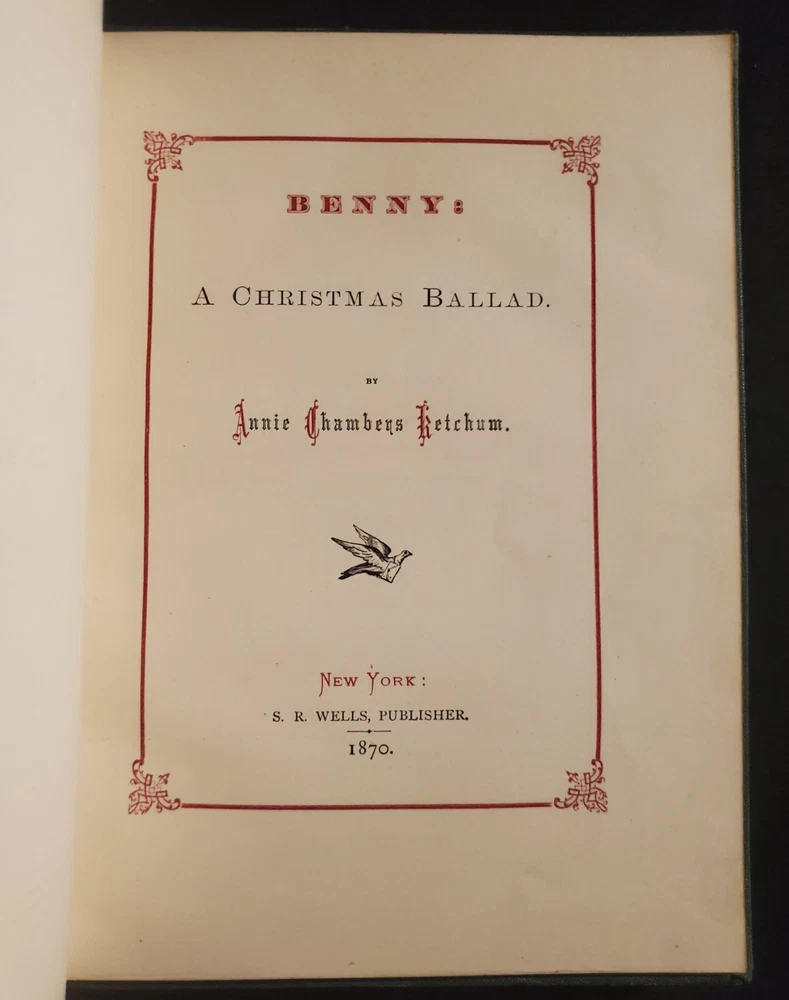 BENNY:
A CHRISTMAS BALLAD.
BY
Annie Chambers Ketchum.
NEW YORK:
S. R. WELLS, PUBLISHER.
1870.